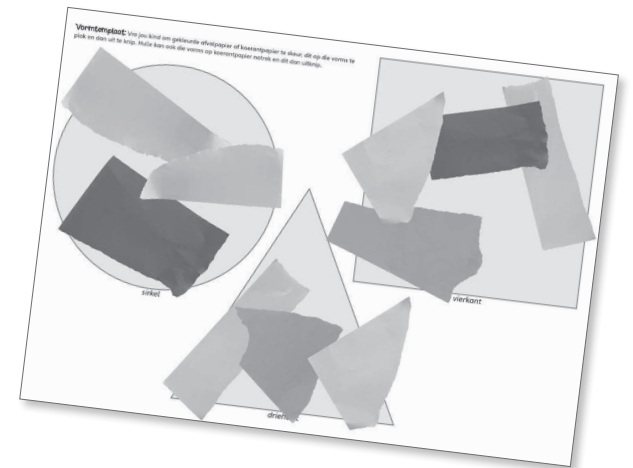 Vormtemplaat: Vra jou kind om gekleurde afvalpapier of koerantpapier te skeur, dit op die vorms te
plak en dan uit te knip. Hulle kan ook die vorms op koerantpapier natrek en dit dan uitknip.
sirkel
vierkant
drieh